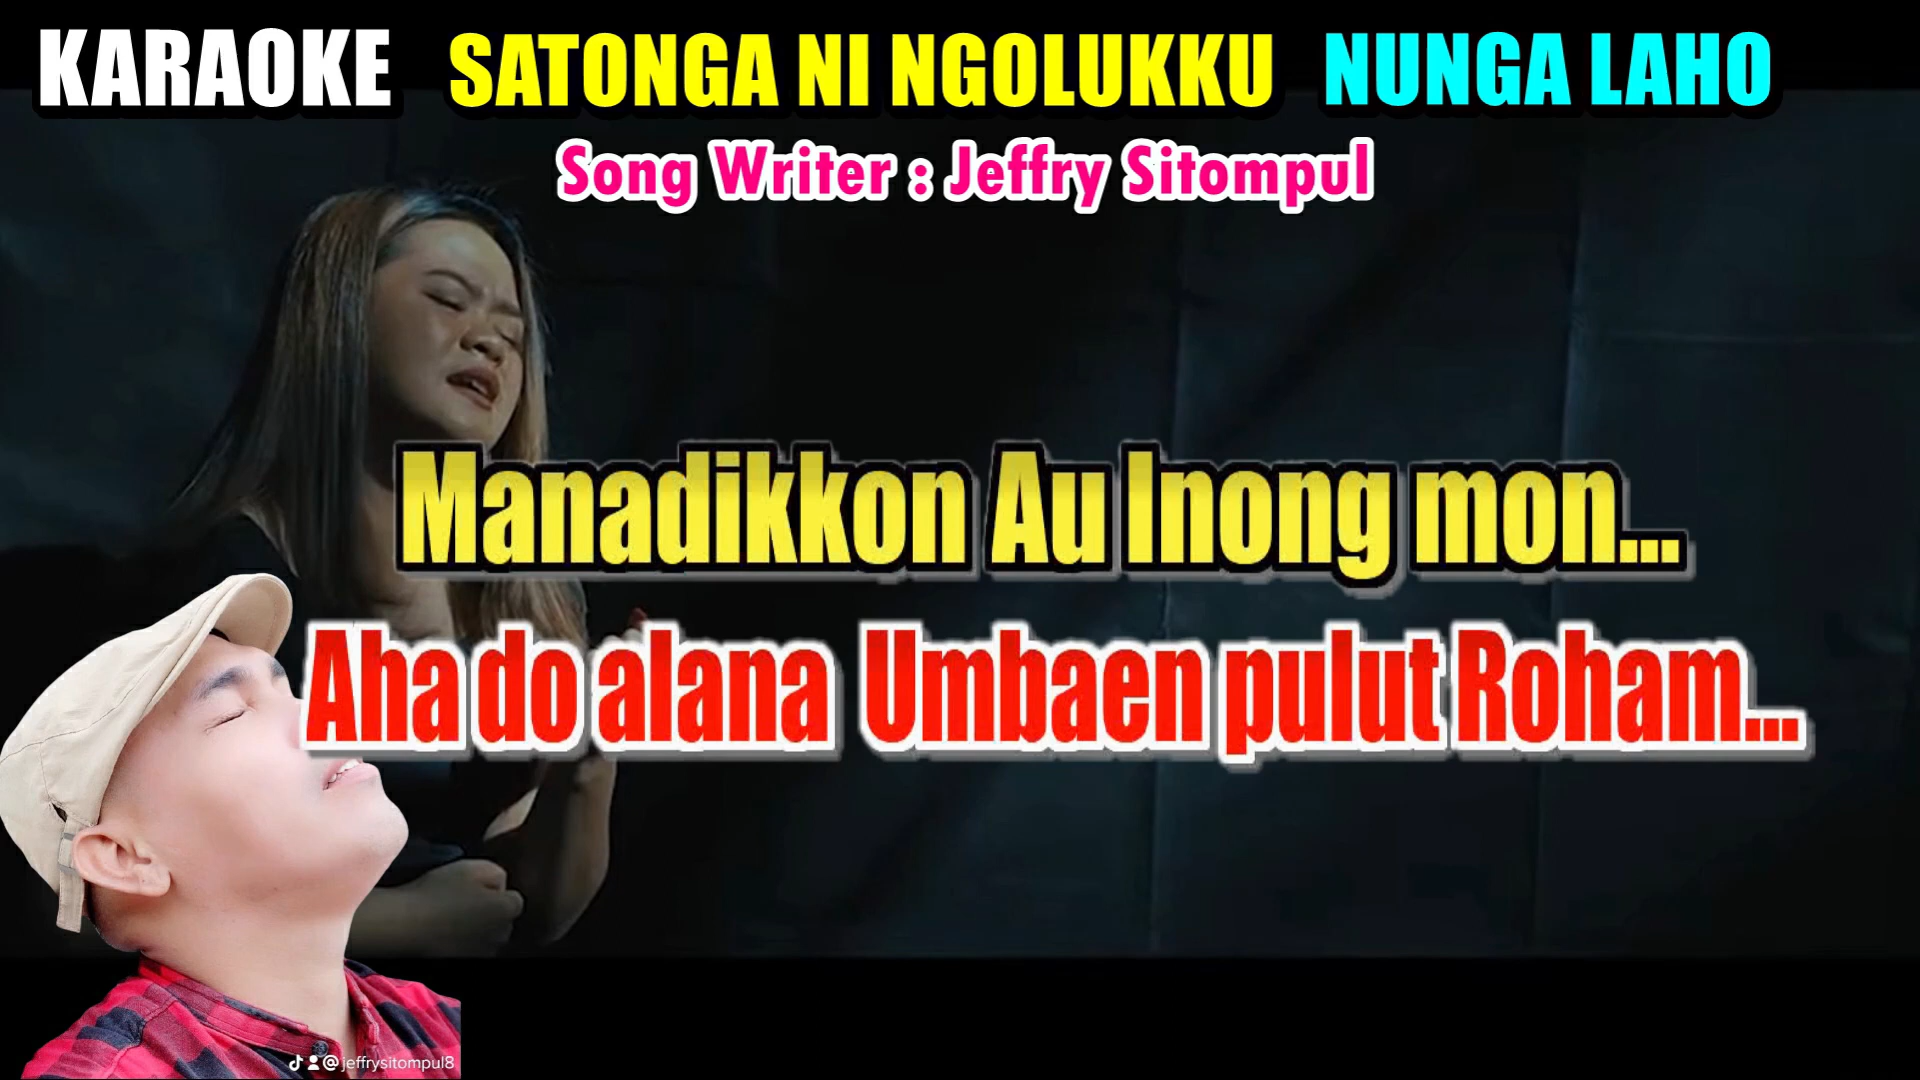 KARAOKE SATONGA NI NGOLUKKU NUNGA LAHO
Song Writer : Jeffry Sitompul
Manadikkon Au Inong mon...
Aha do alana Umbaen pulut Roham...
@jeffrysitompul8